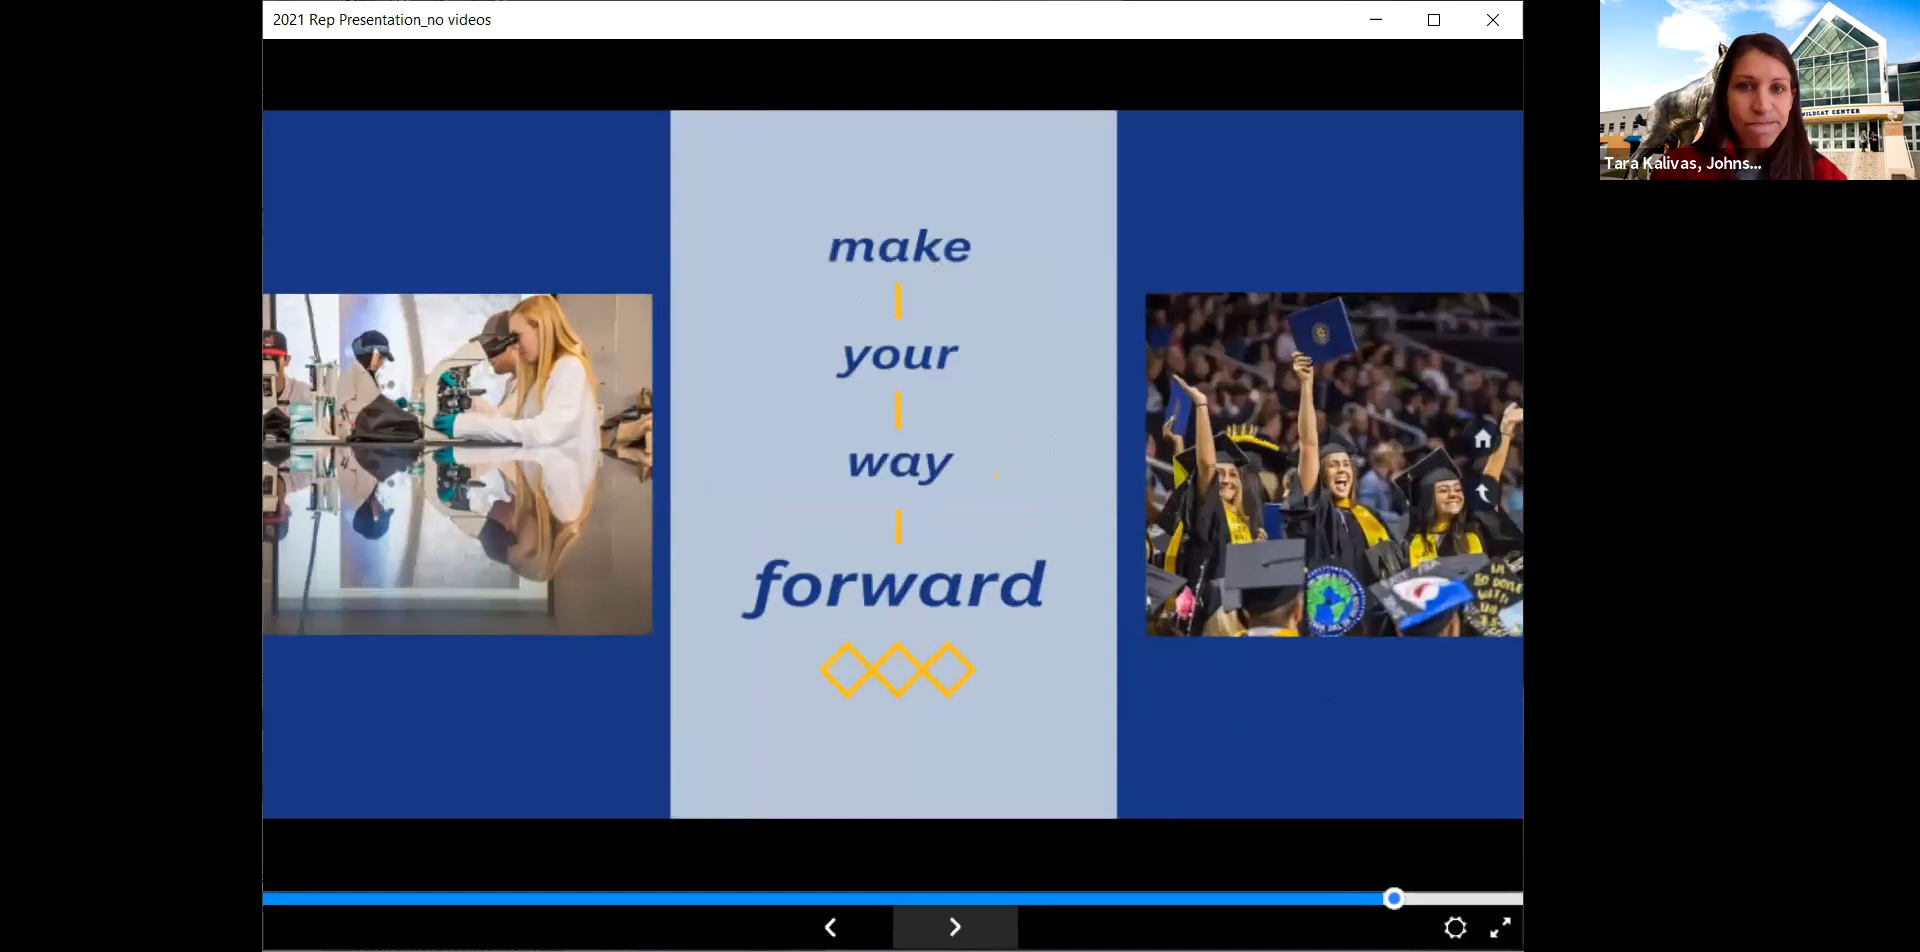 2021 Rep Presentation_no videos
make
your
way
forward
WILDCAT CENTER
Tara Kalivas, Johns...